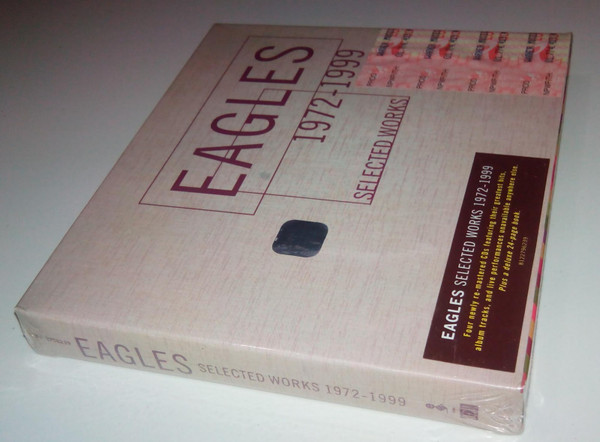 EAGLES
1972-1999
SELECTED WORKS
EAGLES SELECTED WORKS 1972-1999
Four newly re-mastered CDs featuring their greatest hits,
album tracks, and live performances unavailable anywhere else.
Plus a deluxe 24-page book.
EAGLES SELECTED WORKS 1972-1999